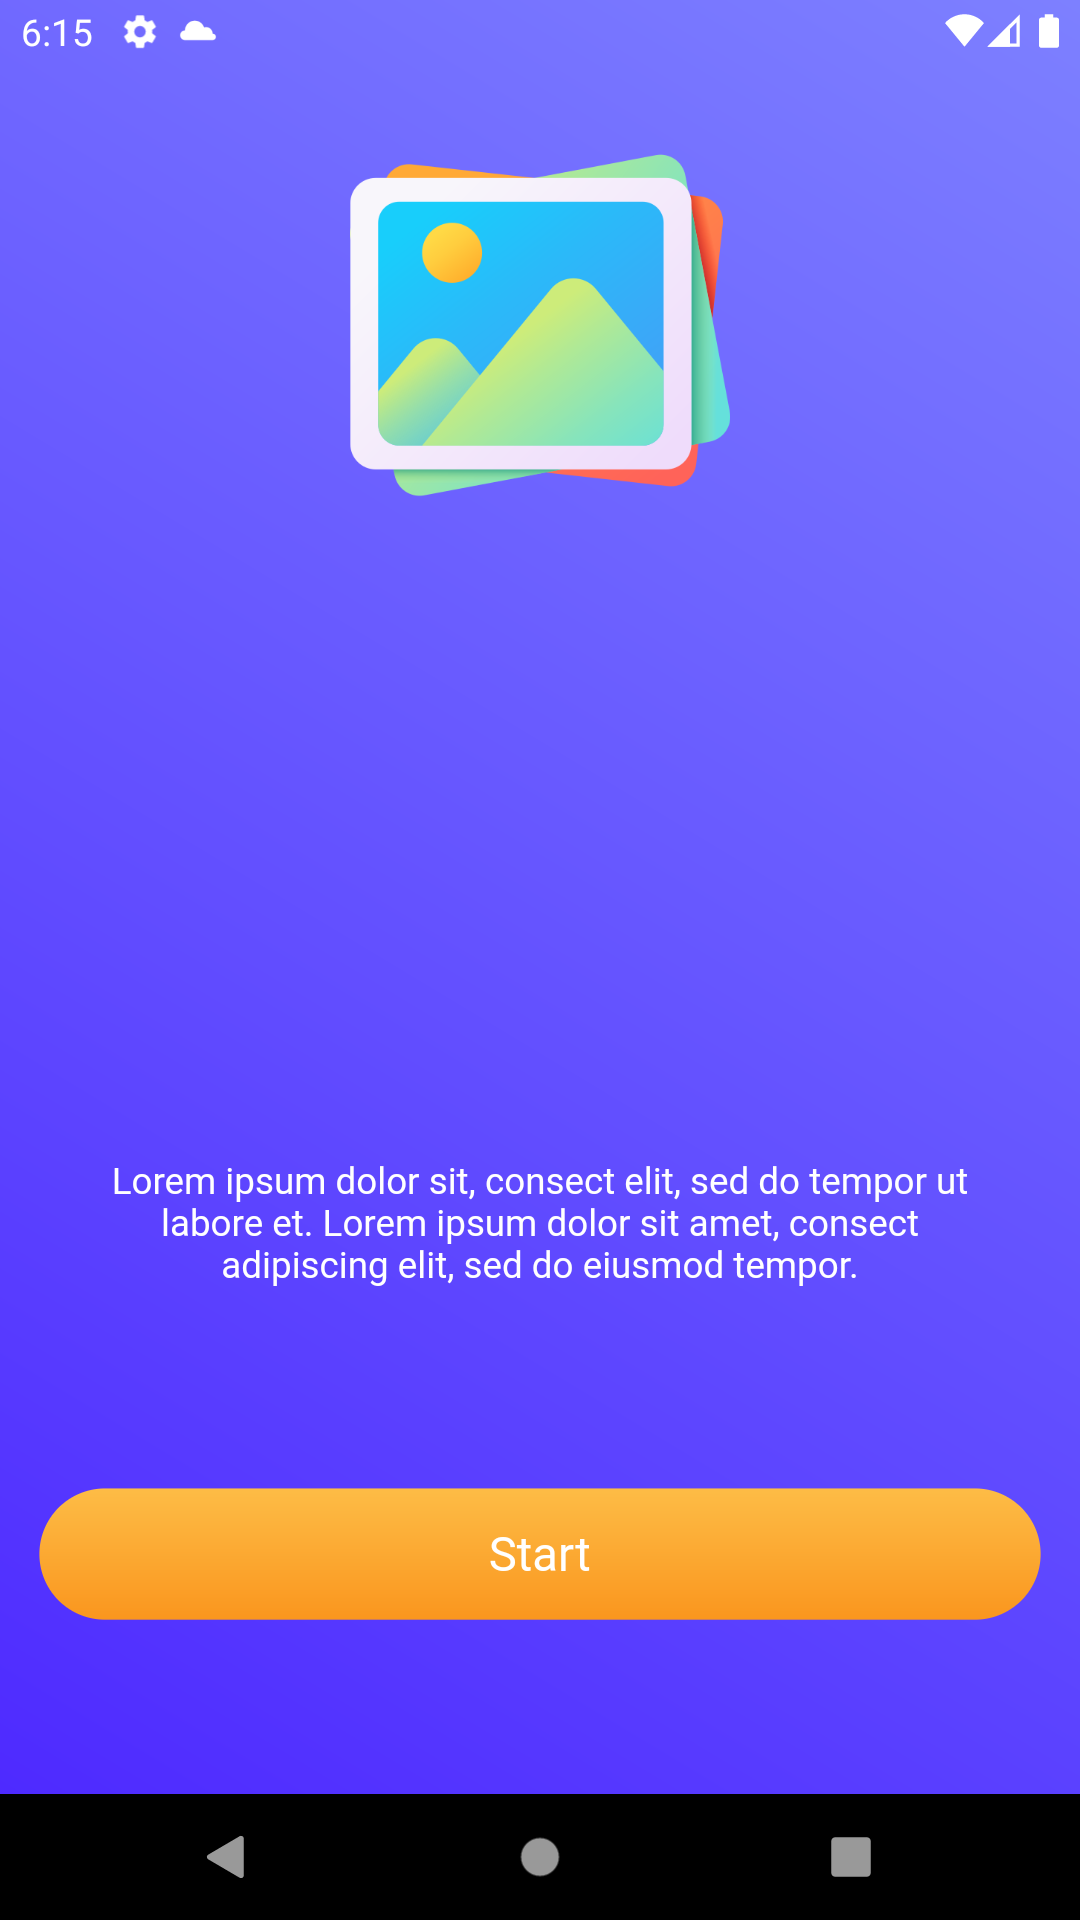 6:15
Lorem ipsum dolor sit, consect elit, sed do tempor ut
labore et. Lorem ipsum dolor sit amet, consect
adipiscing elit, sed do eiusmod tempor.
Start